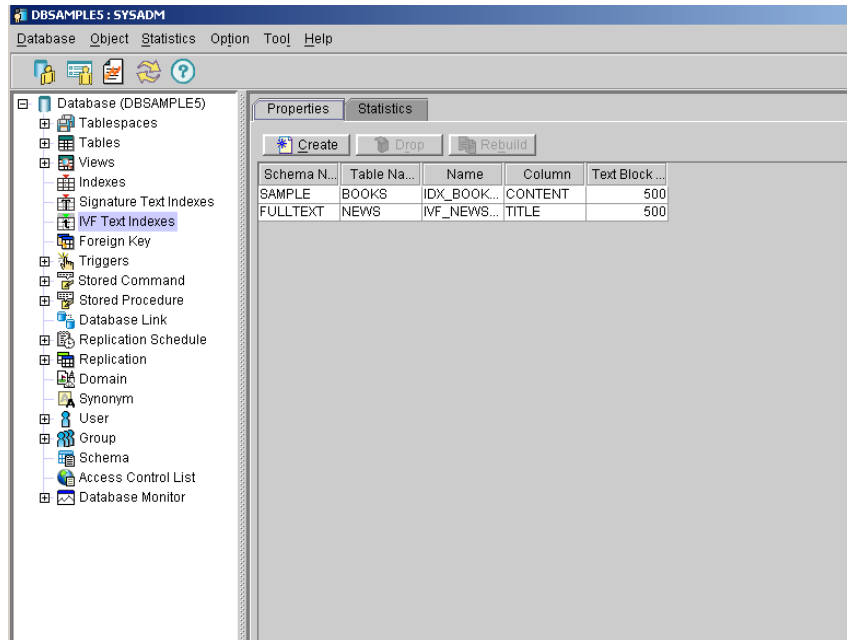 DBSAMPLE5 : SYSADM
Database Object Statistics Option Tool Help
Database (DBSAMPLE5)
Tablespaces
Tables
Views
Indexes
Signature Text Indexes
IVF Text Indexes
Foreign Key
Triggers
Stored Command
Stored Procedure
Database Link
Replication Schedule
Replication
Domain
Synonym
User
Group
Schema
Access Control List
Database Monitor
Properties Statistics
Create Drop Rebuild
Schema N... Table Na... Name Column Text Block ...
SAMPLE BOOKS IDX_BOOK... CONTENT 500
FULLTEXT NEWS IVF_NEWS... TITLE 500